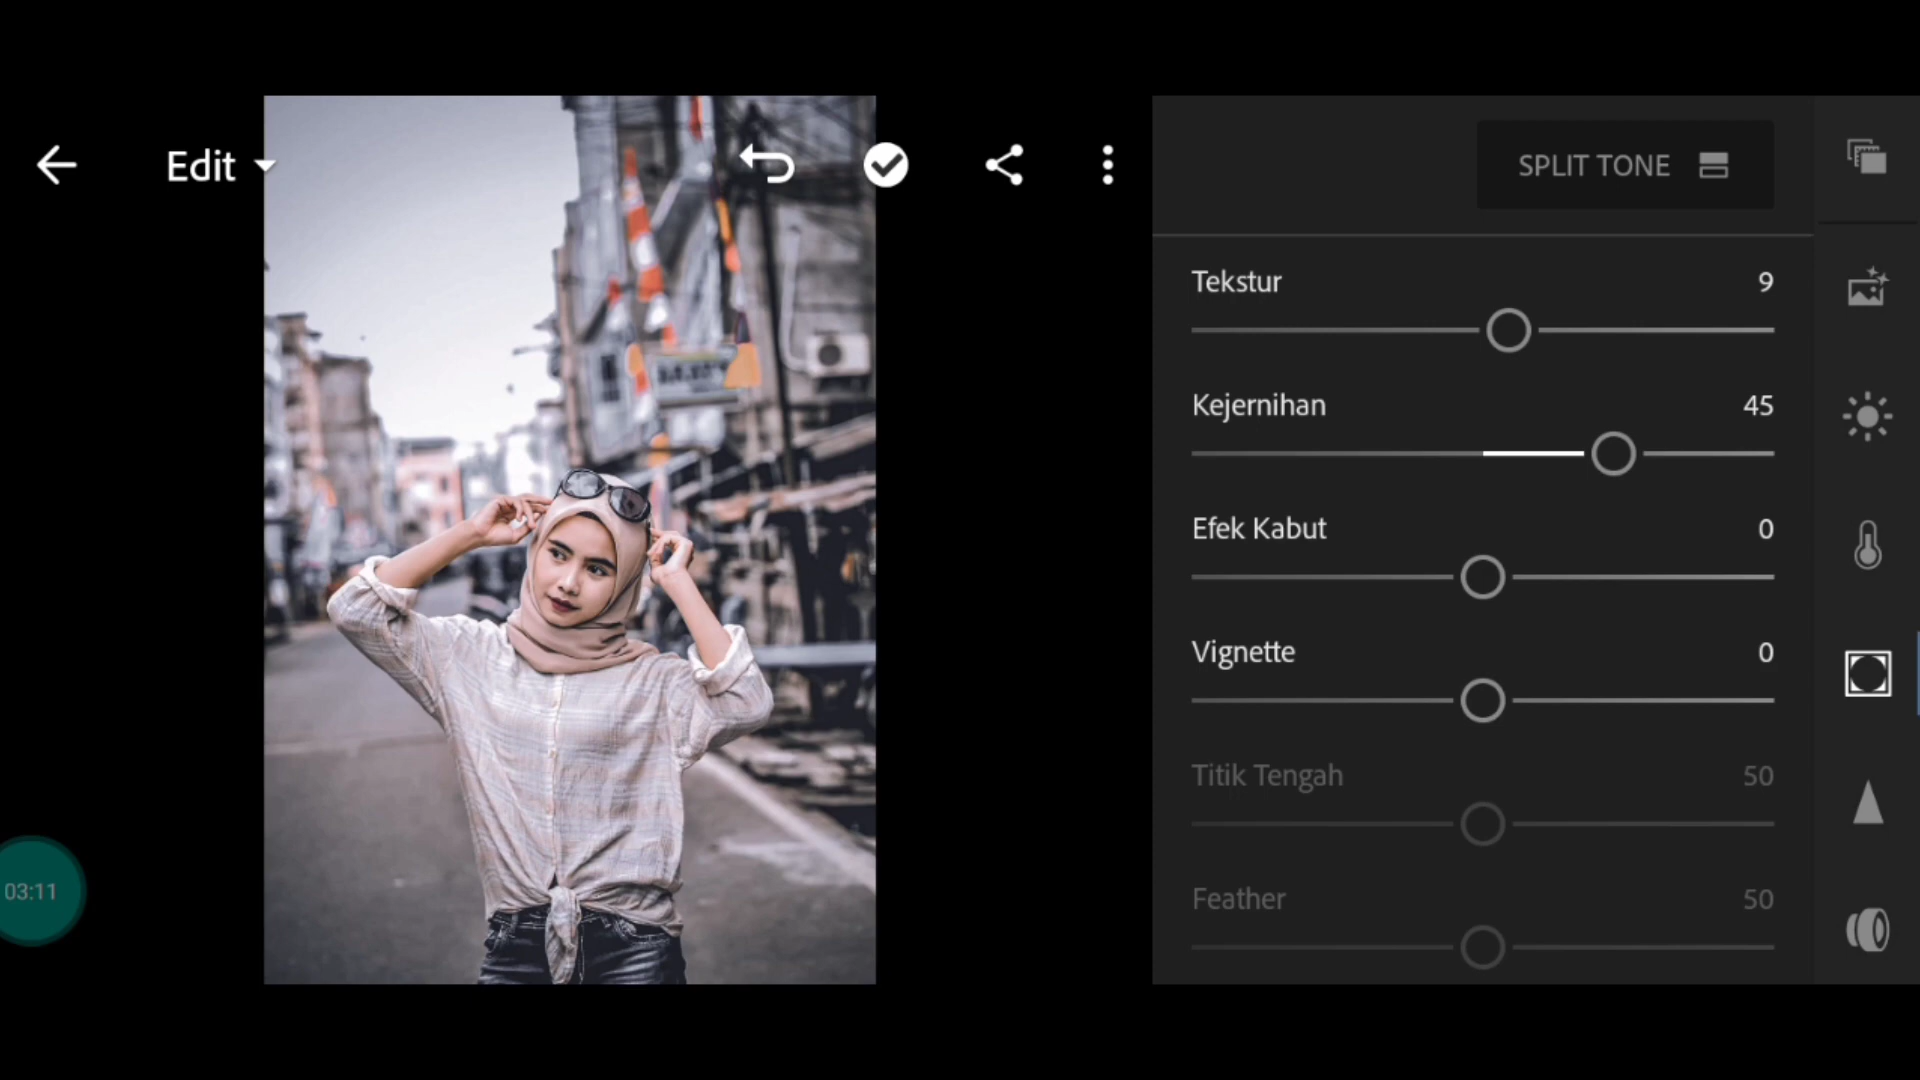 Edit
SPLIT TONE
Tekstur 9
Kejernihan 45
Efek Kabut 0
Vignette 0
Titik Tengah 50
Feather 50
03:11